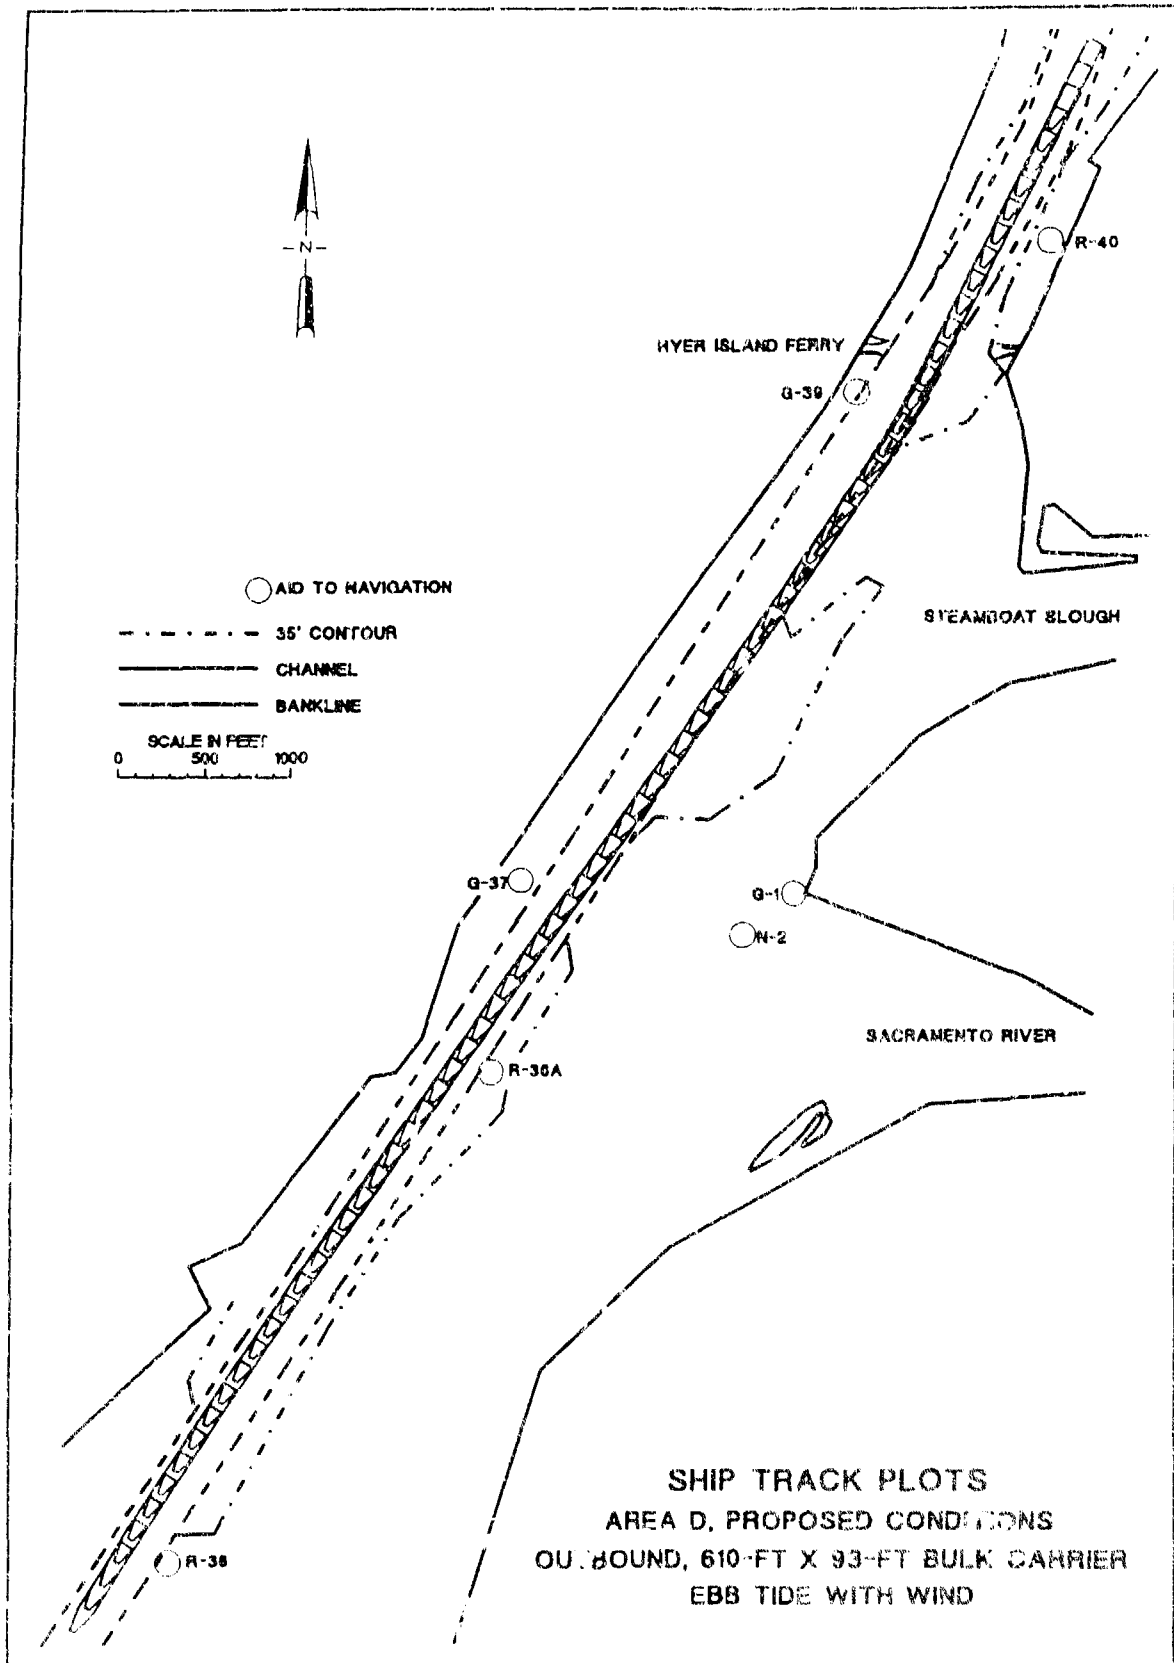 -N-
R-40
HYER ISLAND FERRY
G-39
AID TO NAVIGATION
35' CONTOUR
CHANNEL
BANKLINE
SCALE IN FEET
0 500 1000
STEAMBOAT SLOUGH
G-37
G-1
N-2
SACRAMENTO RIVER
R-36A
R-36
SHIP TRACK PLOTS
AREA D, PROPOSED CONDITIONS
OUTBOUND, 610-FT X 93-FT BULK CARRIER
EBB TIDE WITH WIND